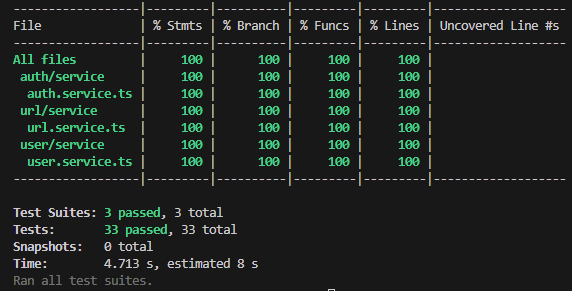 -------------------|---------|----------|---------|---------|-------------------
File               | % Stmts | % Branch | % Funcs | % Lines | Uncovered Line #s
-------------------|---------|----------|---------|---------|-------------------
All files          |     100 |      100 |     100 |     100 |
 auth/service      |     100 |      100 |     100 |     100 |
  auth.service.ts  |     100 |      100 |     100 |     100 |
 url/service       |     100 |      100 |     100 |     100 |
  url.service.ts   |     100 |      100 |     100 |     100 |
 user/service      |     100 |      100 |     100 |     100 |
  user.service.ts  |     100 |      100 |     100 |     100 |
-------------------|---------|----------|---------|---------|-------------------
Test Suites: 3 passed, 3 total
Tests:       33 passed, 33 total
Snapshots:   0 total
Time:        4.713 s, estimated 8 s
Ran all test suites.